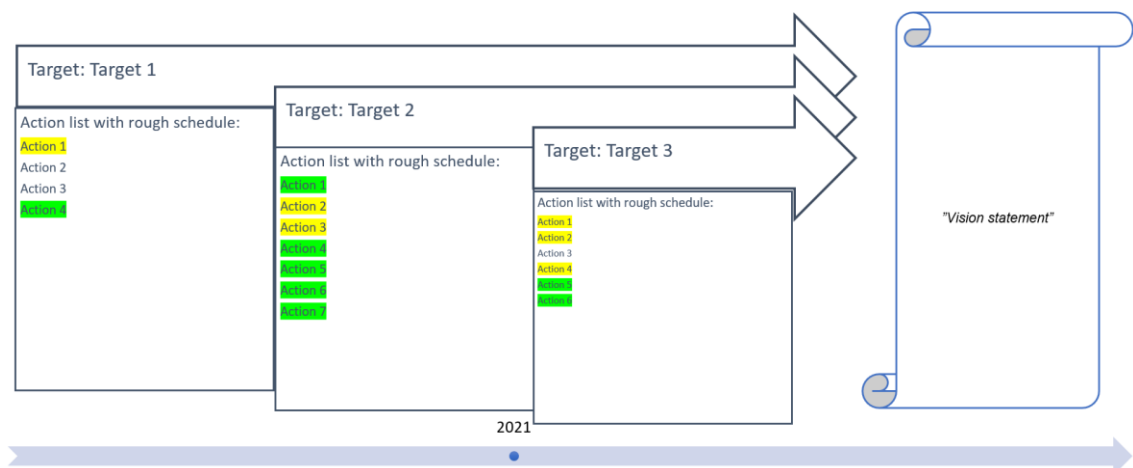 Target: Target 1
Action list with rough schedule:
Action 1
Action 2
Action 3
Action 4
Target: Target 2
Action list with rough schedule:
Action 1
Action 2
Action 3
Action 4
Action 5
Action 6
Action 7
Target: Target 3
Action list with rough schedule:
Action 1
Action 2
Action 3
Action 4
Action 5
Action 6
”Vision statement”
2021